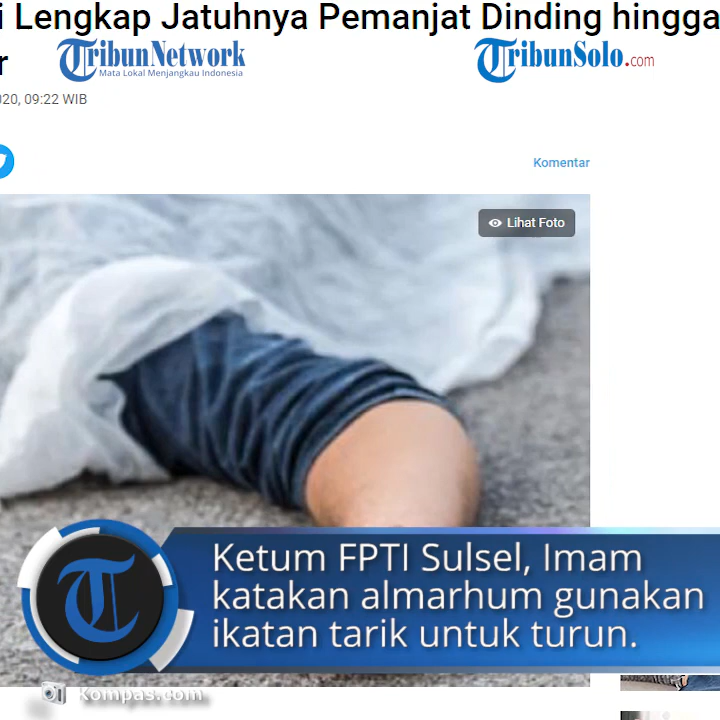 i Lengkap Jatuhnya Pemanjat Dinding hingga
r
TribunNetwork
Mata Lokal Menjangkau Indonesia
TribunSolo.com
020, 09:22 WIB
Komentar
Lihat Foto
Ketum FPTI Sulsel, Imam
katakan almarhum gunakan
ikatan tarik untuk turun.
Kompas.com